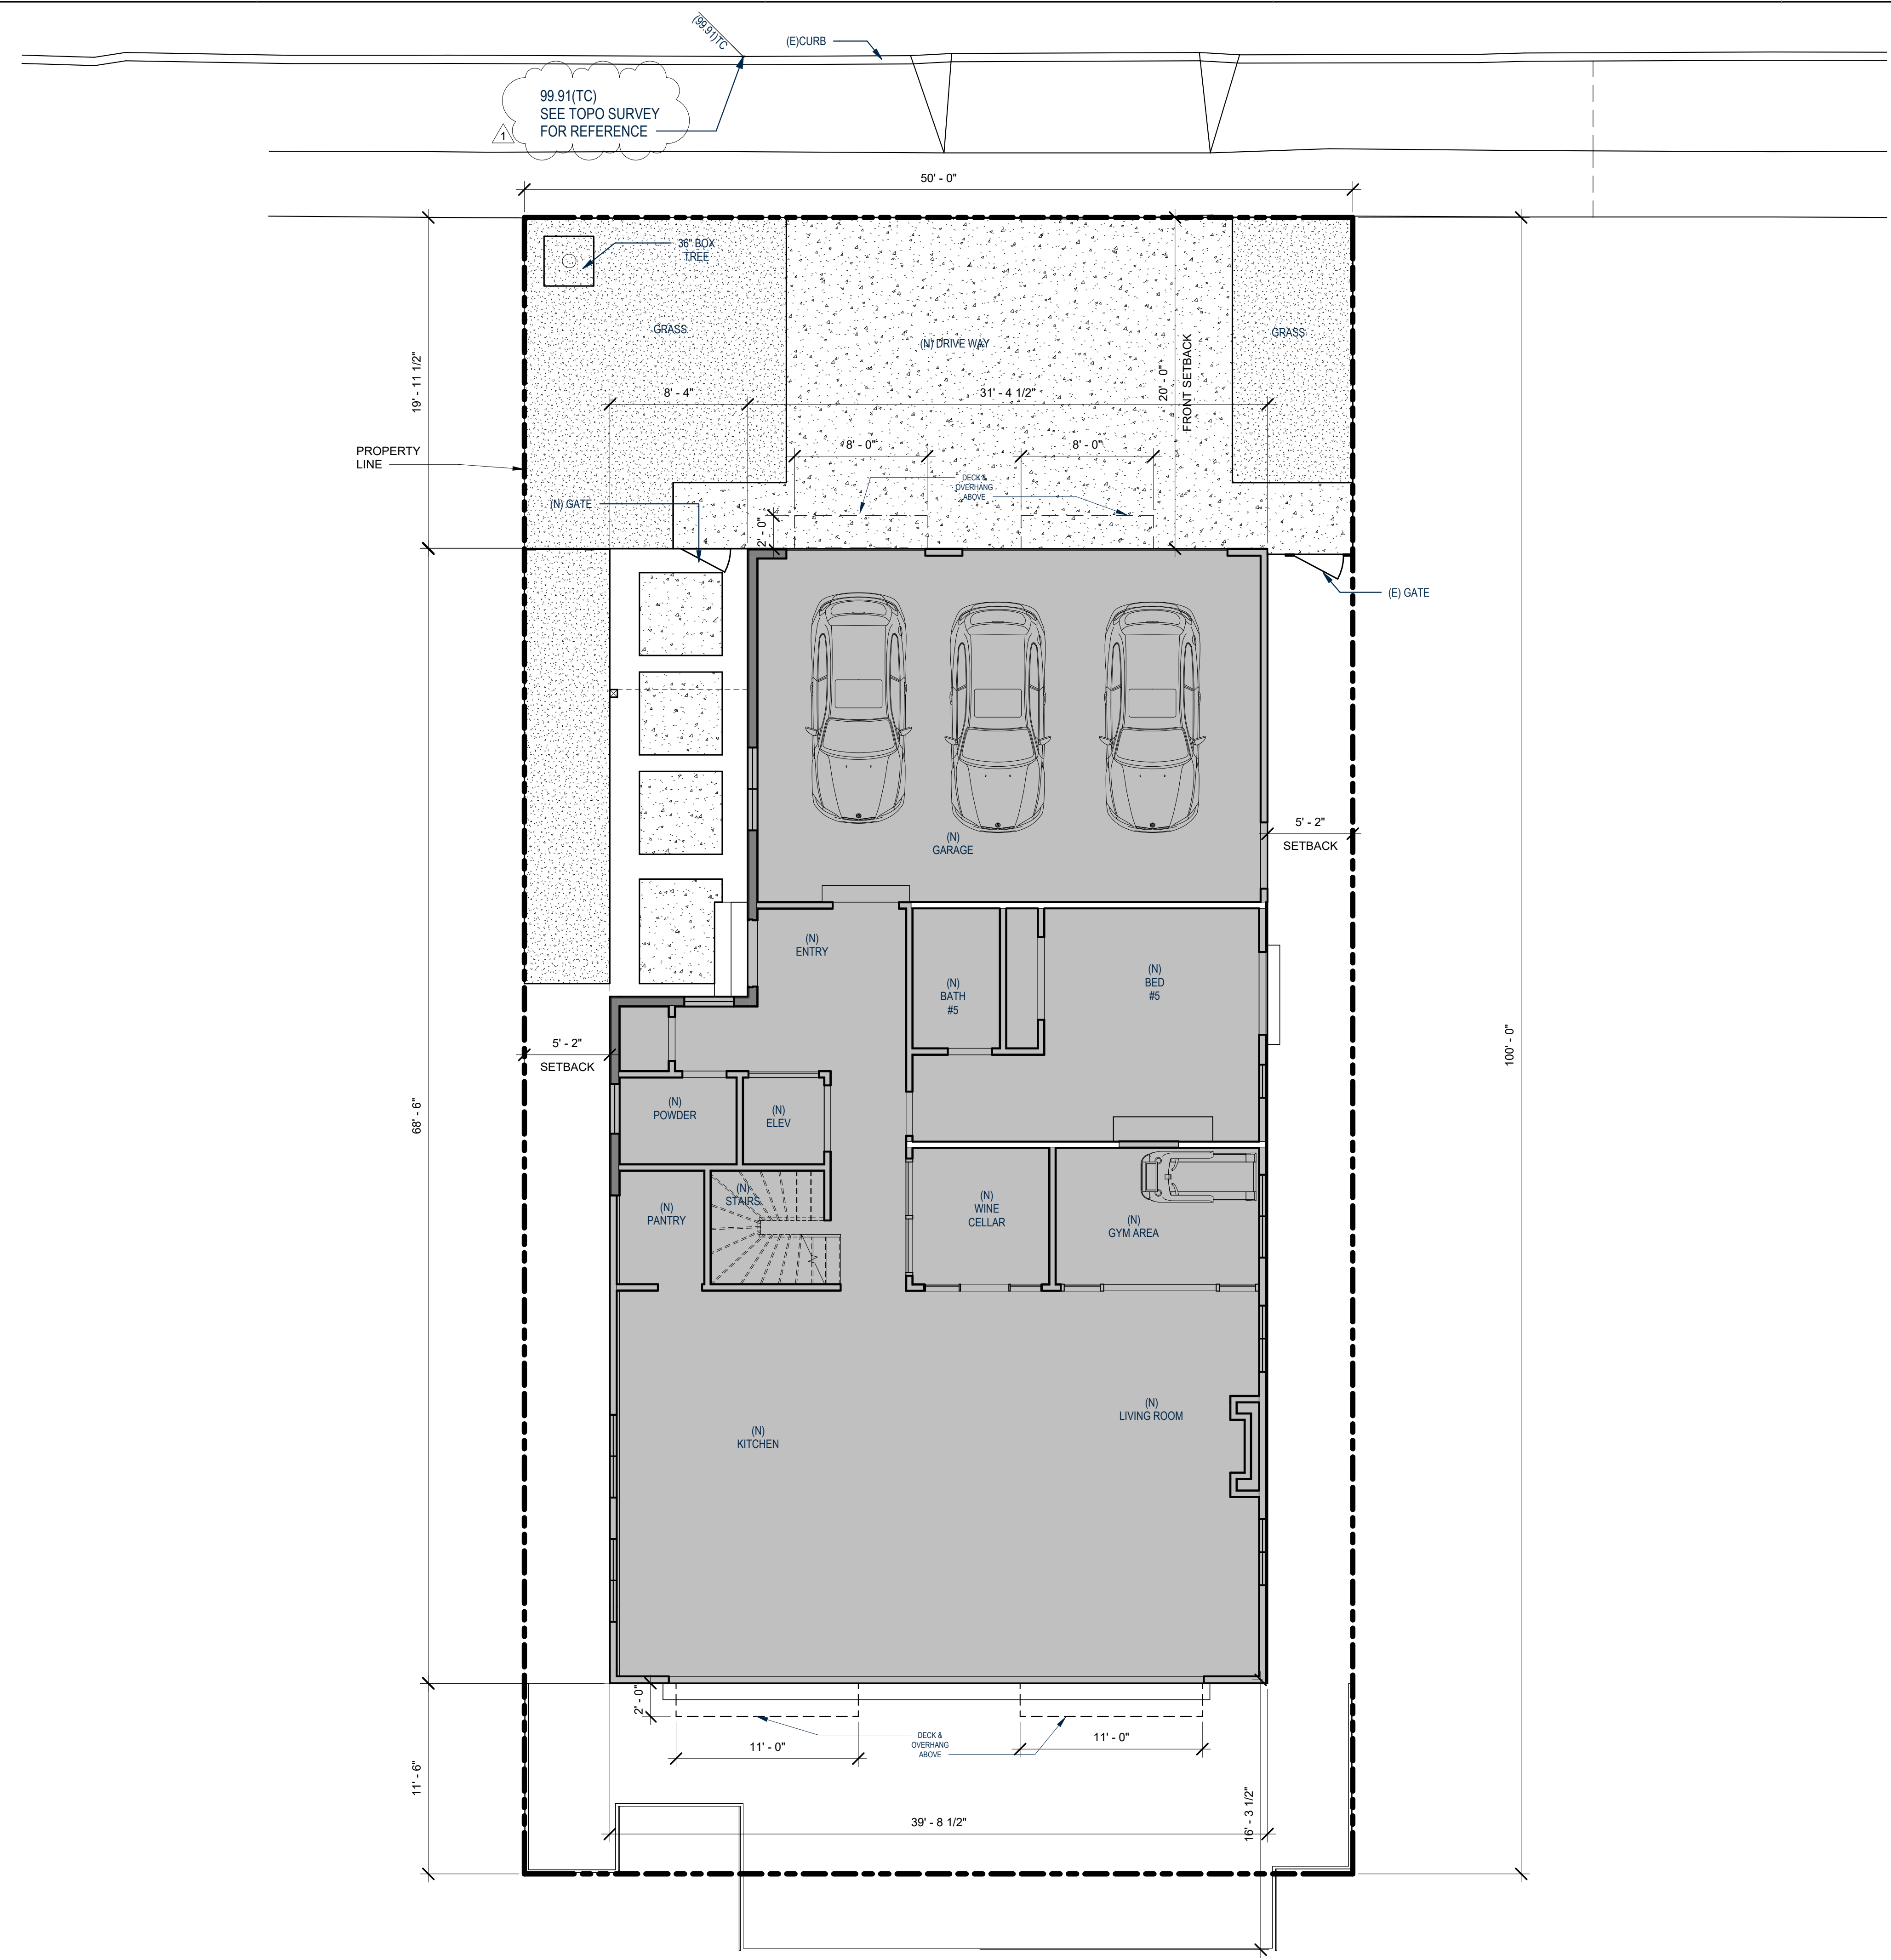 (99.91)TC
(E)CURB
99.91(TC)
SEE TOPO SURVEY
FOR REFERENCE
1
50' - 0"
36" BOX
TREE
GRASS
(N) DRIVE WAY
GRASS
19' - 11 1/2"
20' - 0"
FRONT SETBACK
8' - 4"
31' - 4 1/2"
PROPERTY
LINE
8' - 0"
8' - 0"
DECK &
OVERHANG
ABOVE
(N) GATE
2' - 0"
(E) GATE
(N)
GARAGE
5' - 2"
SETBACK
(N)
ENTRY
(N)
BATH
#5
(N)
BED
#5
5' - 2"
SETBACK
100' - 0"
68' - 6"
(N)
POWDER
(N)
ELEV
(N)
PANTRY
(N)
STAIRS
(N)
WINE
CELLAR
(N)
GYM AREA
(N)
LIVING ROOM
(N)
KITCHEN
2' - 0"
11' - 0"
DECK &
OVERHANG
ABOVE
11' - 0"
11' - 6"
39' - 8 1/2"
16' - 3 1/2"